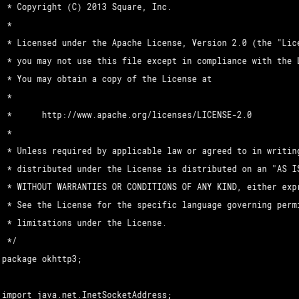 * Copyright (C) 2013 Square, Inc.
*
* Licensed under the Apache License, Version 2.0 (the
* you may not use this file except in compliance with the
* You may obtain a copy of the License at
*
* http://www.apache.org/licenses/LICENSE-2.0
*
* Unless required by applicable law or agreed to in writing
* distributed under the License is distributed on an "AS
* WITHOUT WARRANTIES OR CONDITIONS OF ANY KIND, either
* See the License for the specific language governing
* limitations under the License.
*/
package okhttp3;
import java.net.InetSocketAddress;